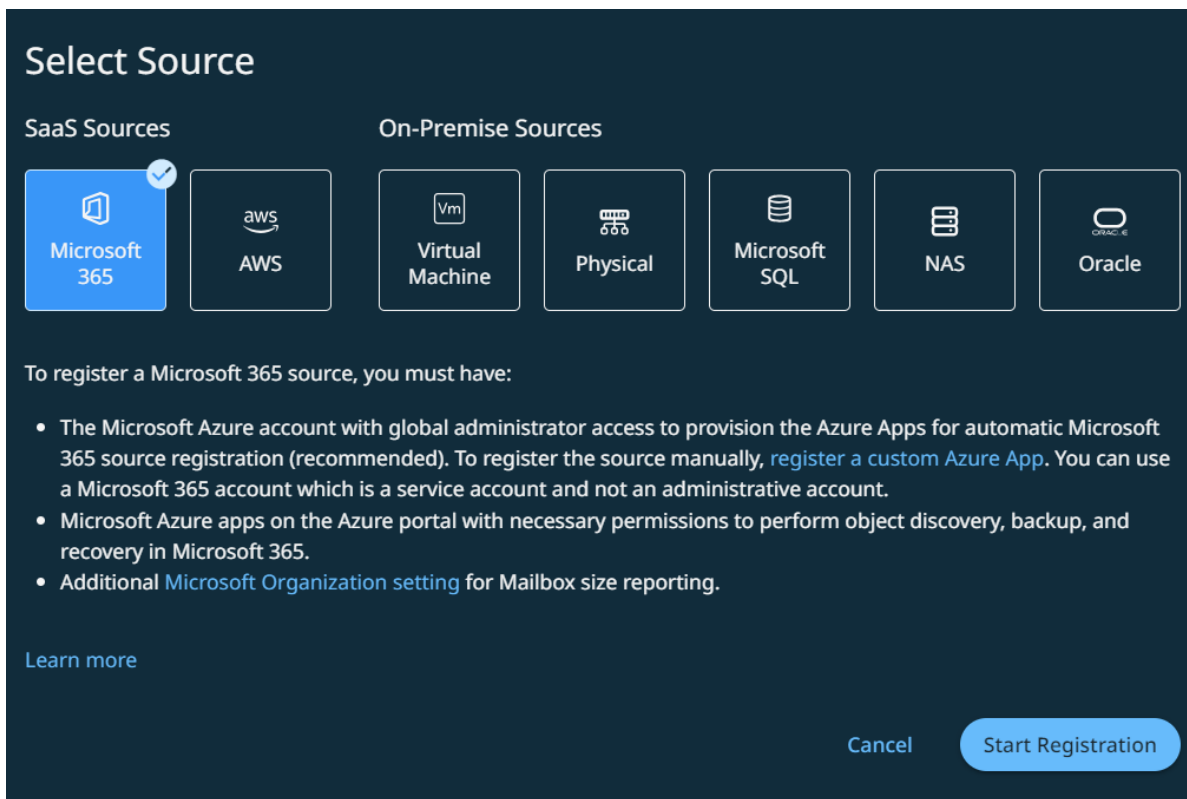 Select Source
SaaS Sources
On-Premise Sources
Microsoft
365
aws
AWS
Vm
Virtual
Machine
Physical
Microsoft
SQL
NAS
ORACLE
Oracle
To register a Microsoft 365 source, you must have:
• The Microsoft Azure account with global administrator access to provision the Azure Apps for automatic Microsoft
365 source registration (recommended). To register the source manually, register a custom Azure App. You can use
a Microsoft 365 account which is a service account and not an administrative account.
• Microsoft Azure apps on the Azure portal with necessary permissions to perform object discovery, backup, and
recovery in Microsoft 365.
• Additional Microsoft Organization setting for Mailbox size reporting.
Learn more
Cancel
Start Registration